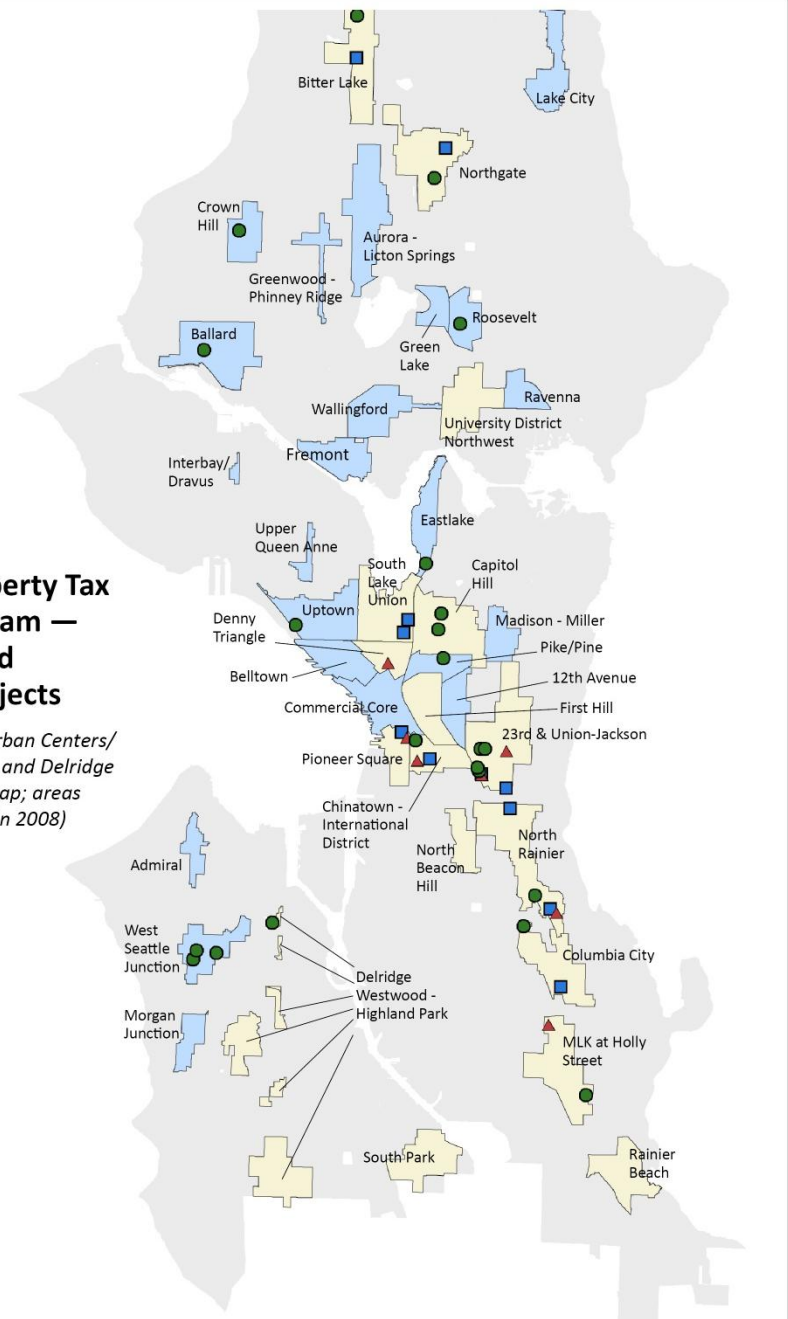 Bitter Lake
Lake City
Northgate
Crown
Hill
Aurora -
Licton Springs
Greenwood -
Phinney Ridge
Roosevelt
Ballard
Green
Lake
Ravenna
Wallingford
University District
Northwest
Fremont
Interbay/
Dravus
Eastlake
Upper
Queen Anne
South
Lake
Union
Capitol
Hill
perty Tax
am —
d
jects
Uptown
Denny
Triangle
Madison - Miller
Pike/Pine
Belltown
12th Avenue
Commercial Core
First Hill
23rd & Union-Jackson
rban Centers/
and Delridge
ap; areas
n 2008)
Pioneer Square
Chinatown -
International
District
North
Beacon
Hill
North
Rainier
Admiral
West
Seattle
Junction
Columbia City
Delridge
Westwood -
Highland Park
Morgan
Junction
MLK at Holly
Street
South Park
Rainier
Beach